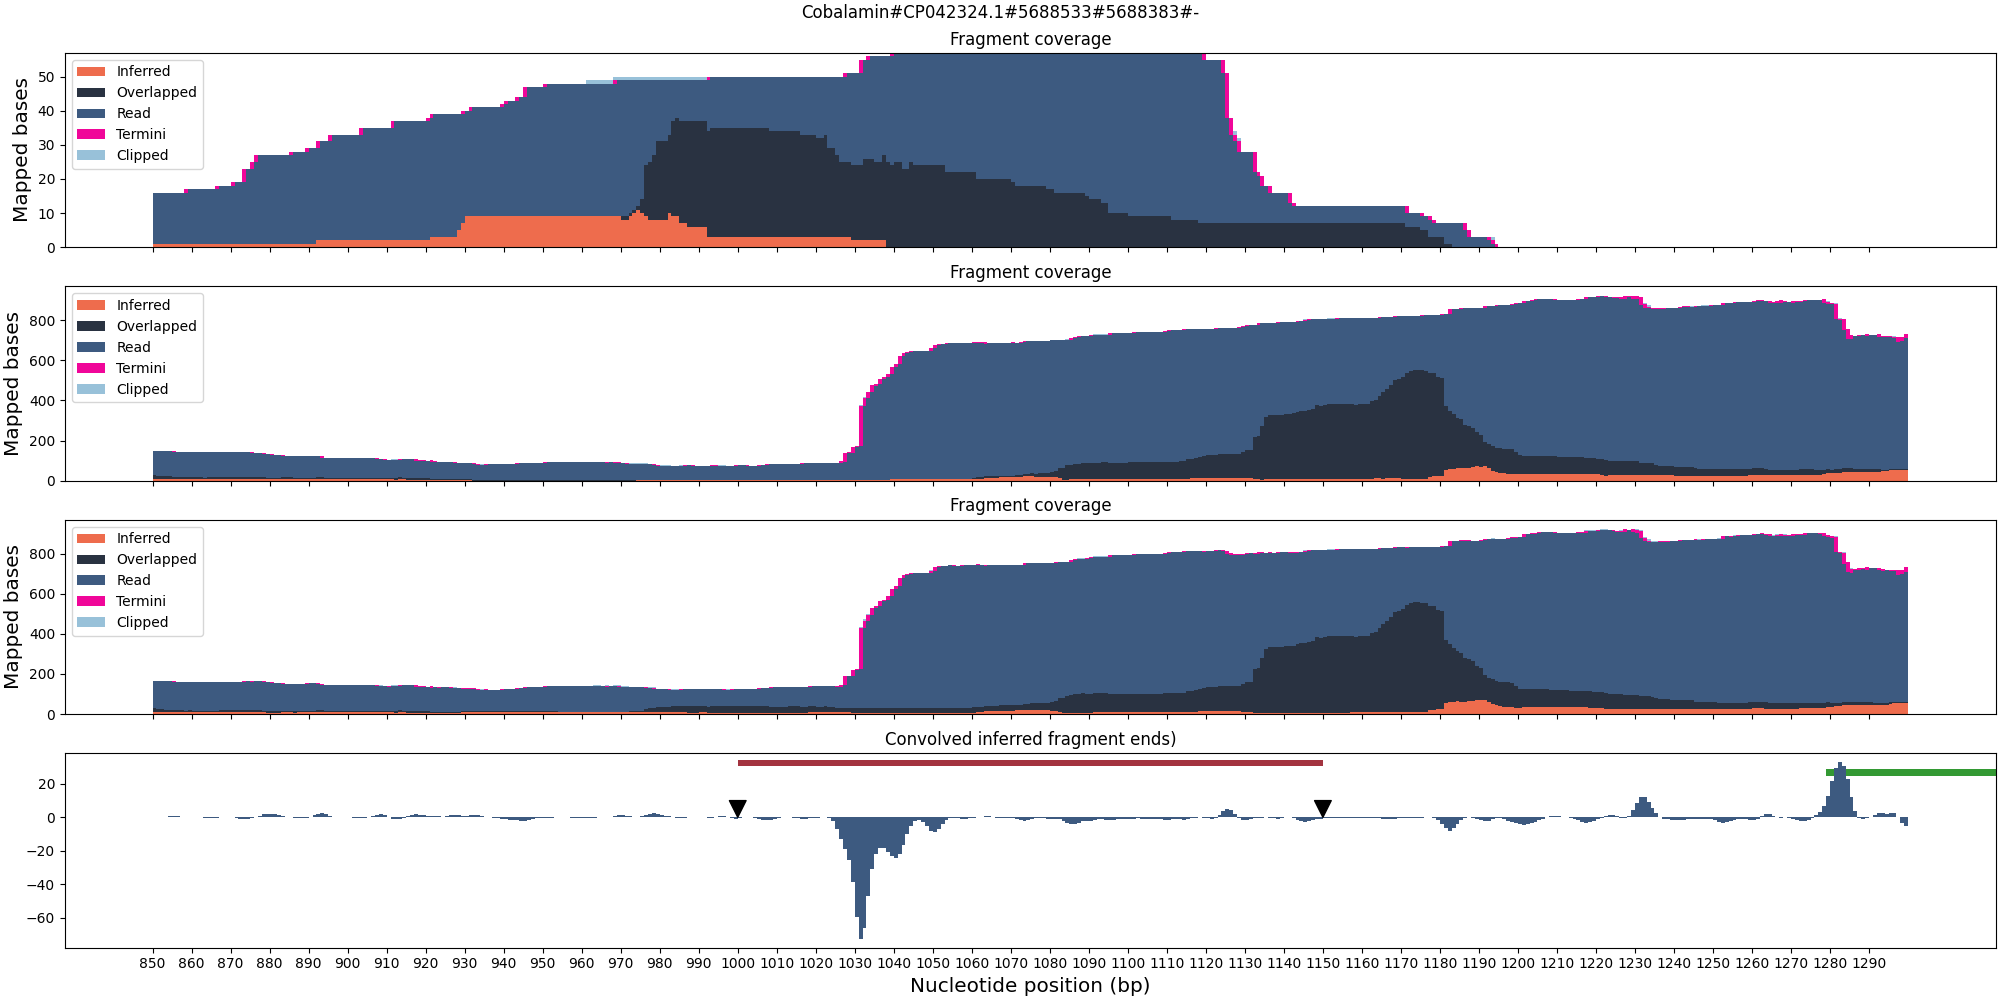 Cobalamin#CP042324.1#5688533#5688383#-
Fragment coverage
Mapped bases
50
40
30
20
10
0
Inferred
Overlapped
Read
Termini
Clipped
Fragment coverage
Mapped bases
800
600
400
200
0
Inferred
Overlapped
Read
Termini
Clipped
Fragment coverage
Mapped bases
800
600
400
200
0
Inferred
Overlapped
Read
Termini
Clipped
Convolved inferred fragment ends)
20
0
−20
−40
−60
850 860 870 880 890 900 910 920 930 940 950 960 970 980 990 1000 1010 1020 1030 1040 1050 1060 1070 1080 1090 1100 1110 1120 1130 1140 1150 1160 1170 1180 1190 1200 1210 1220 1230 1240 1250 1260 1270 1280 1290
Nucleotide position (bp)